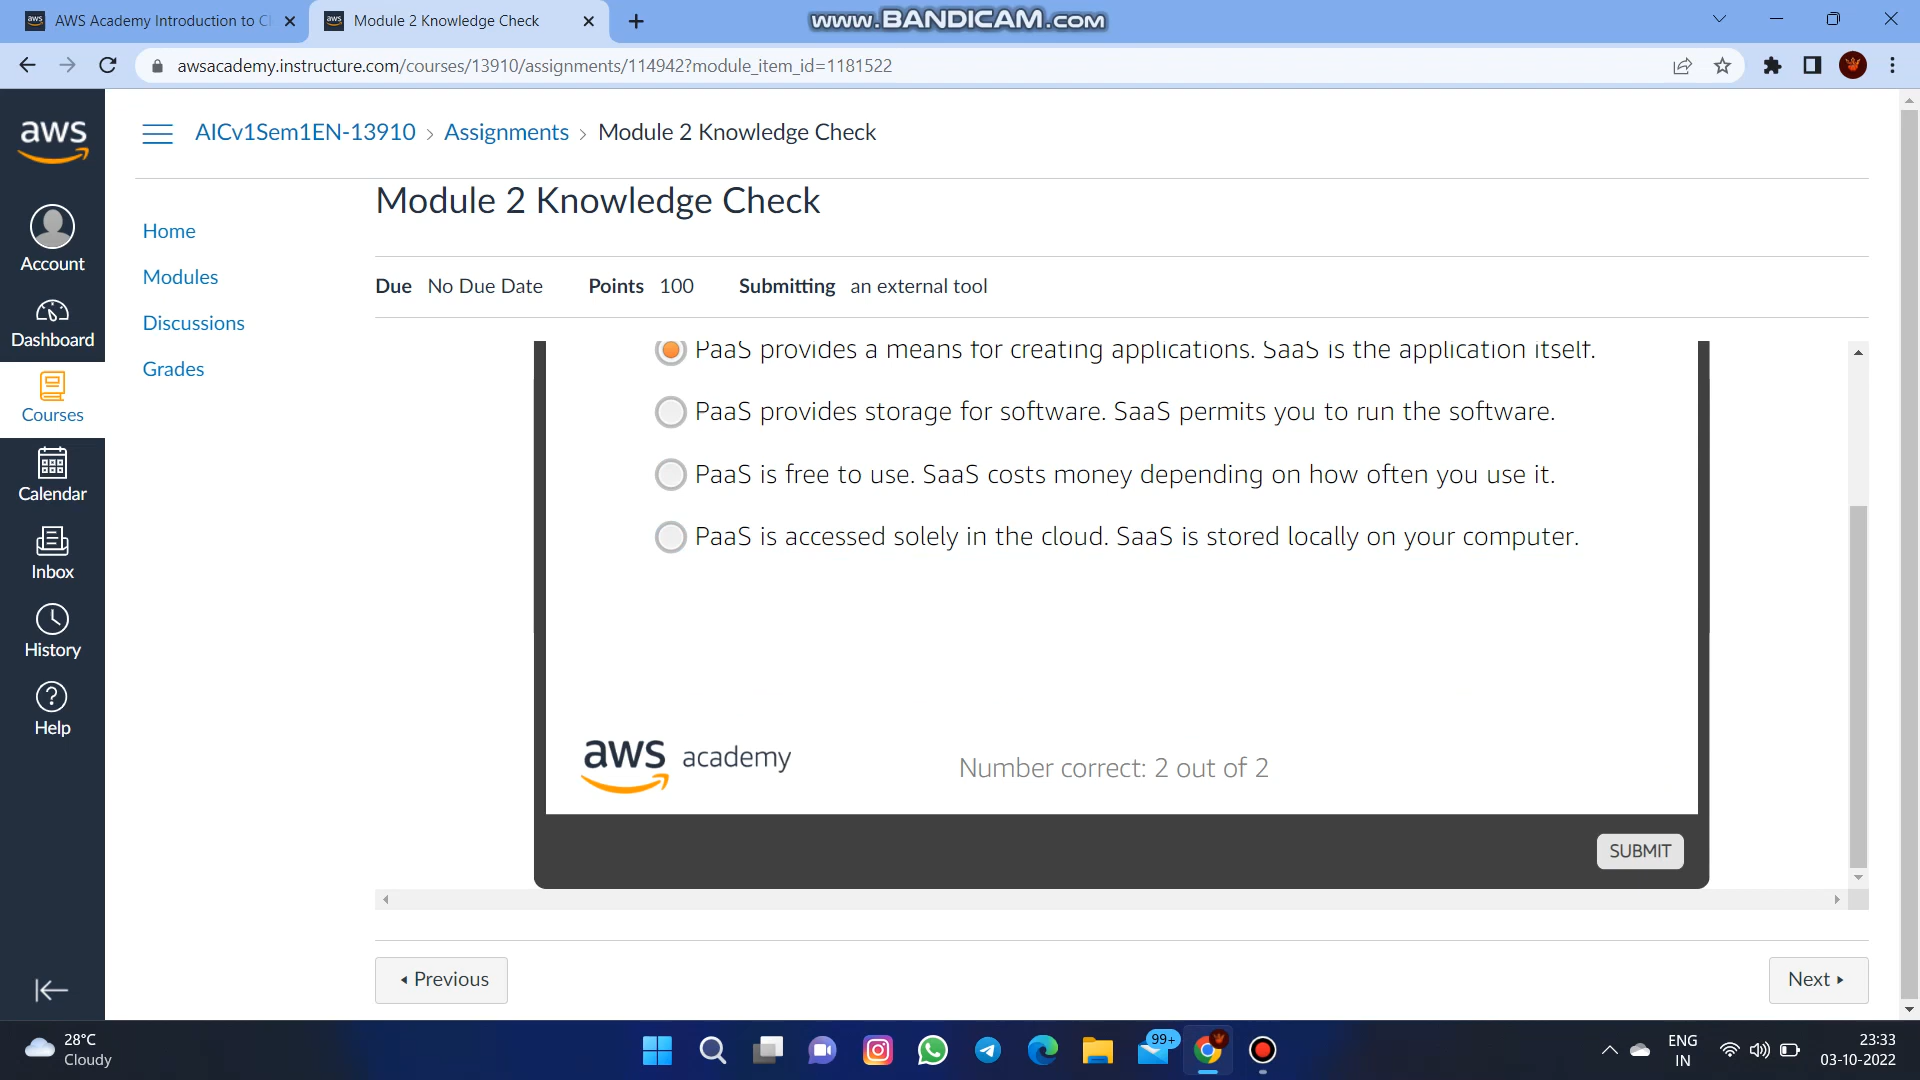 aws AWS Academy Introduction to Cl
aws Module 2 Knowledge Check
www.BANDICAM.com
awsacademy.instructure.com/courses/13910/assignments/114942?module_item_id=1181522
aws
AICv1Sem1EN-13910 › Assignments › Module 2 Knowledge Check
Account
Dashboard
Courses
Calendar
Inbox
History
Help
Home
Modules
Discussions
Grades
Module 2 Knowledge Check
Due No Due Date Points 100 Submitting an external tool
PaaS provides a means for creating applications. SaaS is the application itself.
PaaS provides storage for software. SaaS permits you to run the software.
PaaS is free to use. SaaS costs money depending on how often you use it.
PaaS is accessed solely in the cloud. SaaS is stored locally on your computer.
aws academy
Number correct: 2 out of 2
SUBMIT
Previous
Next
28°C
Cloudy
99+
ENG
IN
23:33
03-10-2022